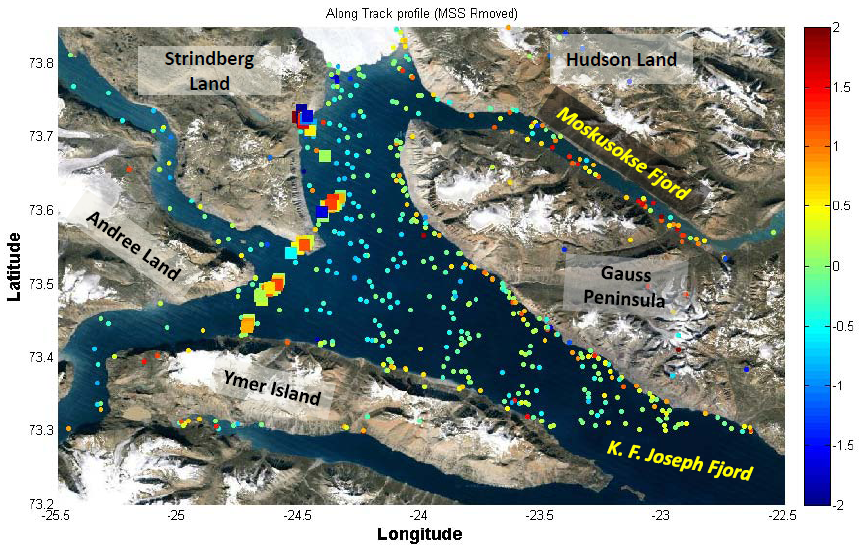 Along Track profile (MSS Rmoved)
Strindberg
Land
Hudson Land
Moskusokse Fjord
Andree Land
Gauss
Peninsula
Ymer Island
K. F. Joseph Fjord
Latitude
73.8
73.7
73.6
73.5
73.4
73.3
73.2
-25.5
-25
-24.5
-24
-23.5
-23
-22.5
Longitude
2
1.5
1
0.5
0
-0.5
-1
-1.5
-2